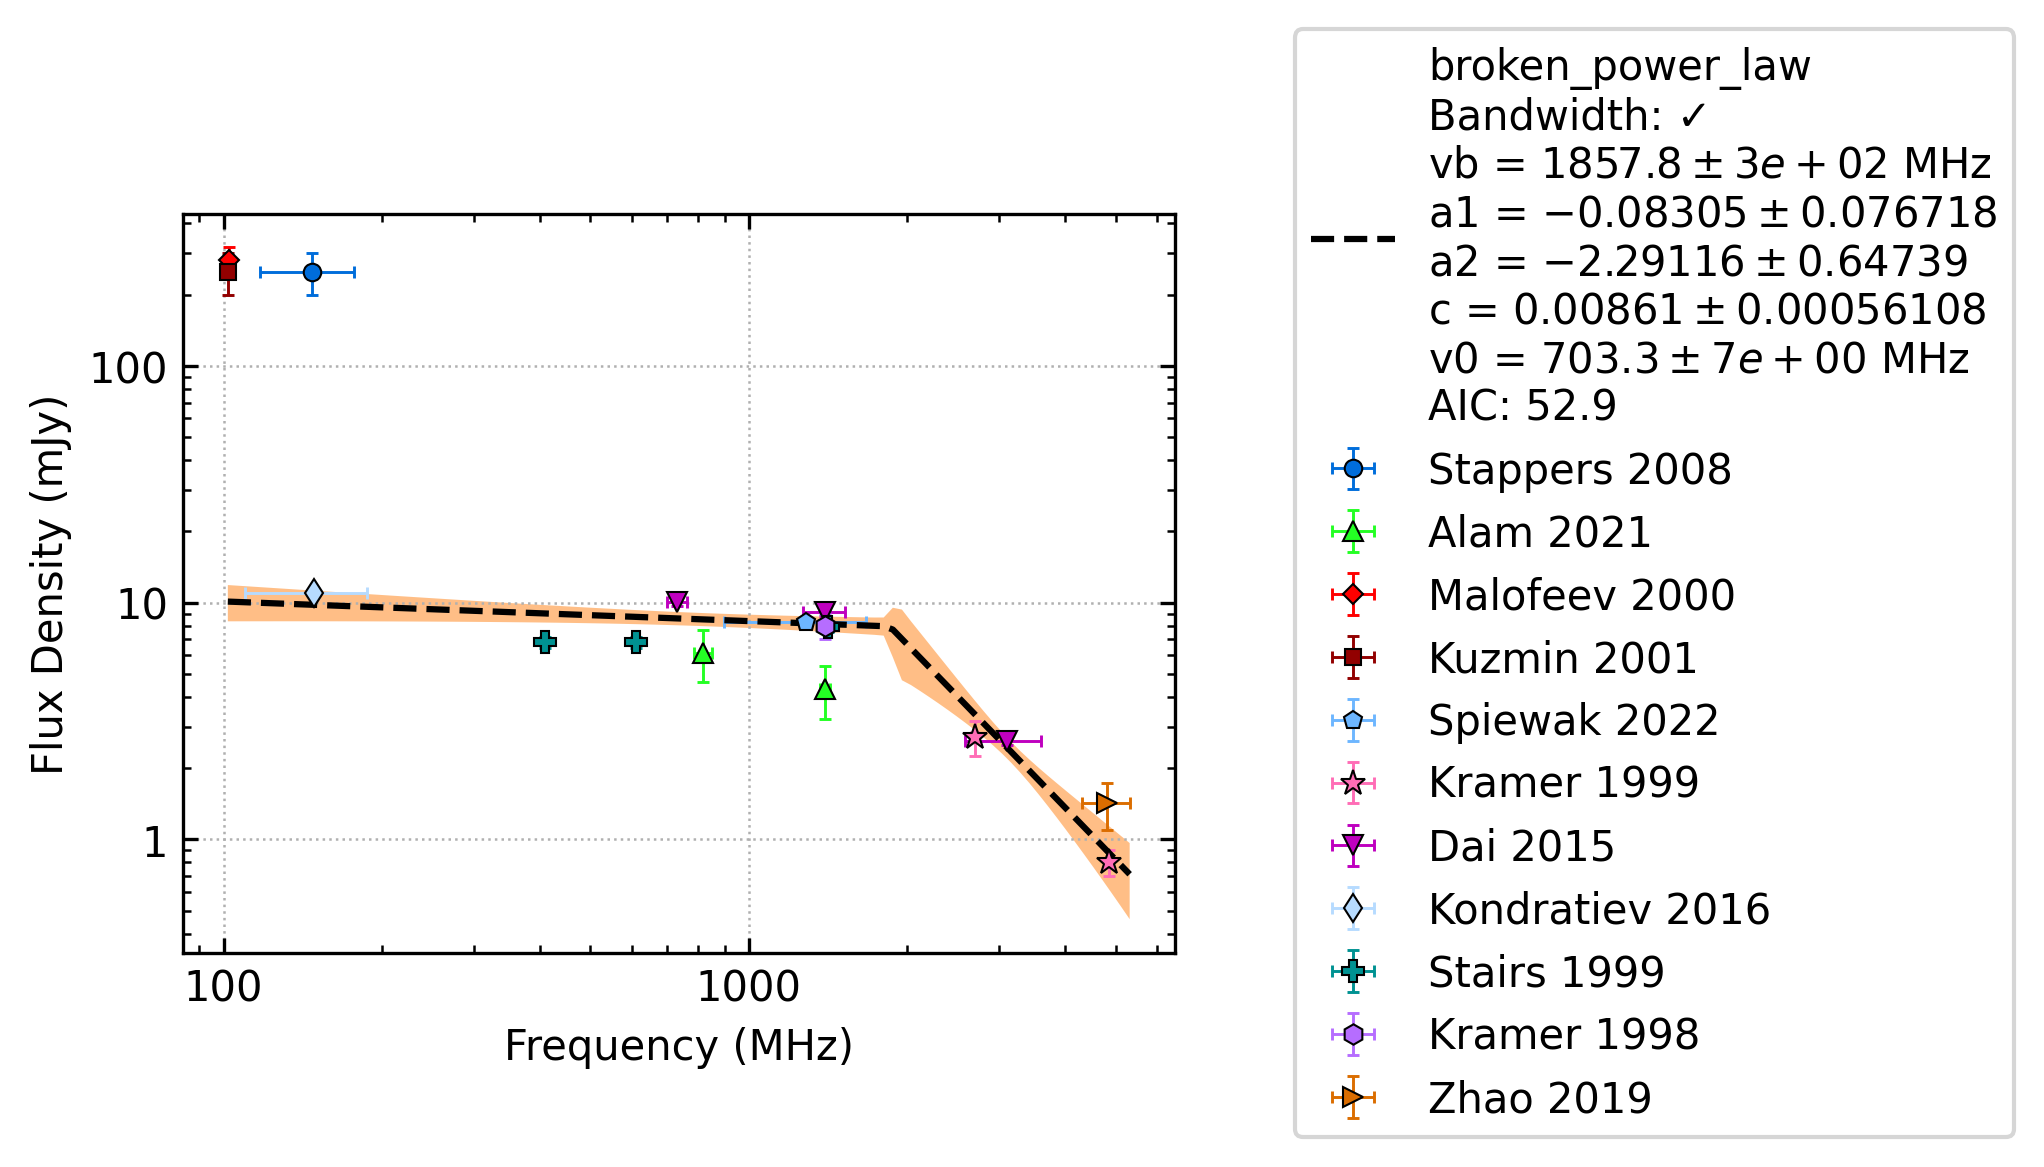 broken_power_law
Bandwidth: ✓
vb = 1857.8 ± 3e + 02 MHz
a1 = −0.08305 ± 0.076718
a2 = −2.29116 ± 0.64739
c = 0.00861 ± 0.00056108
v0 = 703.3 ± 7e + 00 MHz
AIC: 52.9
Stappers 2008
Alam 2021
Malofeev 2000
Kuzmin 2001
Spiewak 2022
Kramer 1999
Dai 2015
Kondratiev 2016
Stairs 1999
Kramer 1998
Zhao 2019
Flux Density (mJy)
100
10
1
100
1000
Frequency (MHz)